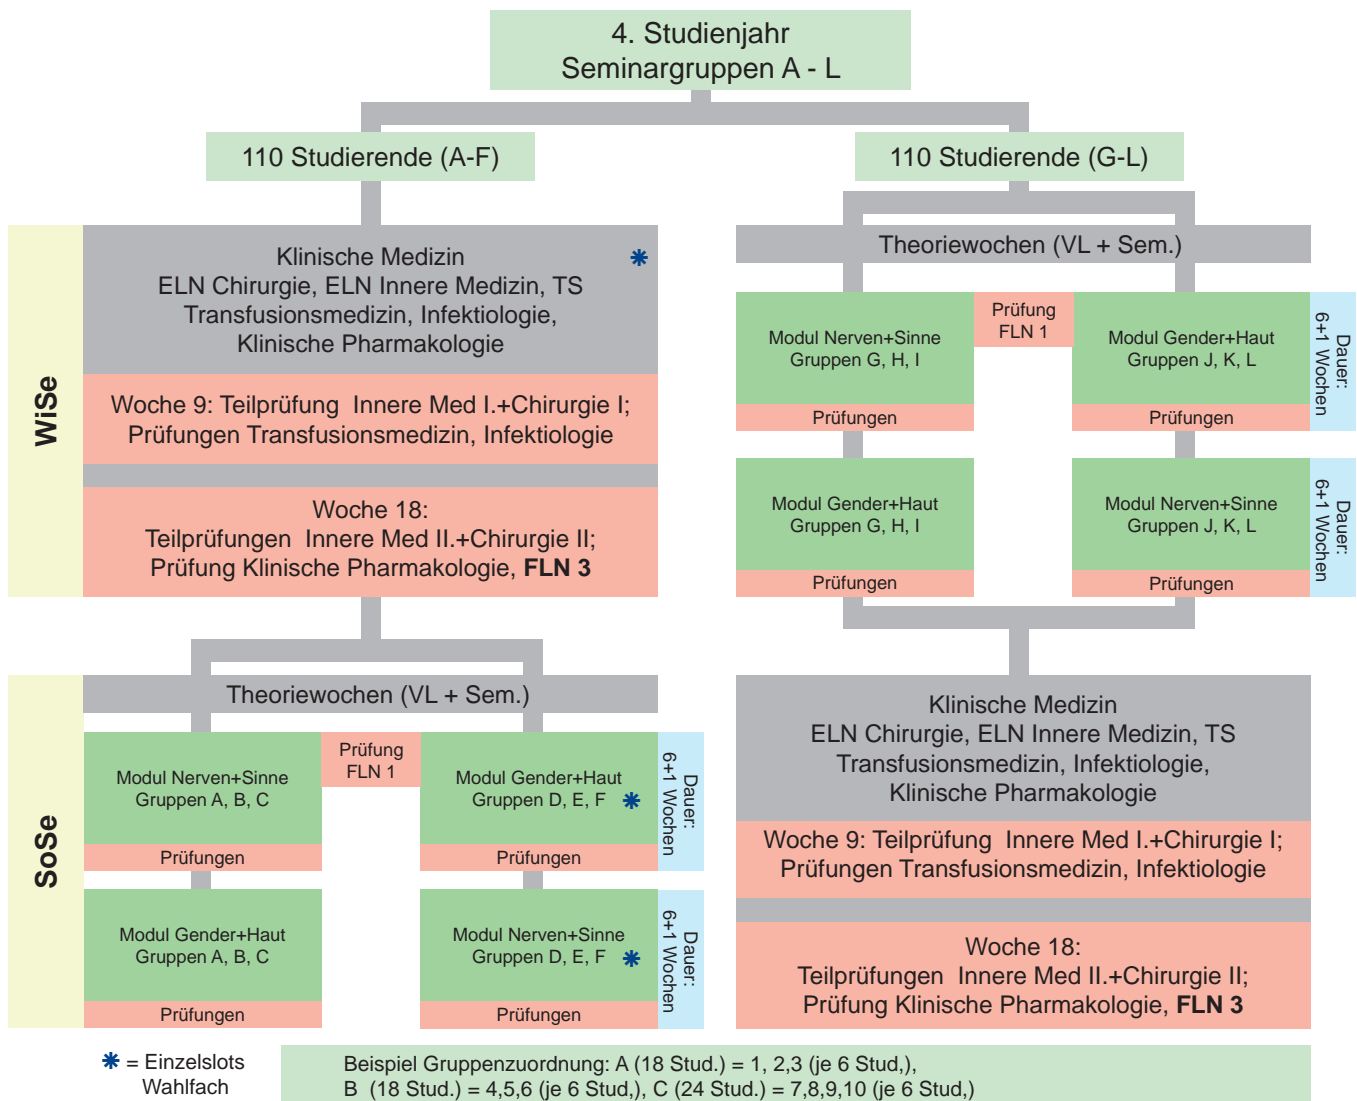 4. Studienjahr
Seminargruppen A - L
110 Studierende (A-F)
110 Studierende (G-L)
WiSe
Klinische Medizin
ELN Chirurgie, ELN Innere Medizin, TS
Transfusionsmedizin, Infektiologie,
Klinische Pharmakologie
Woche 9: Teilprüfung Innere Med I.+Chirurgie I;
Prüfungen Transfusionsmedizin, Infektiologie
Woche 18:
Teilprüfungen Innere Med II.+Chirurgie II;
Prüfung Klinische Pharmakologie, FLN 3
Theoriewochen (VL + Sem.)
Modul Nerven+Sinne
Gruppen G, H, I
Prüfungen
Prüfung
FLN 1
Modul Gender+Haut
Gruppen J, K, L
Prüfungen
Dauer:
6+1 Wochen
Modul Gender+Haut
Gruppen G, H, I
Prüfungen
Modul Nerven+Sinne
Gruppen J, K, L
Prüfungen
Dauer:
6+1 Wochen
SoSe
Theoriewochen (VL + Sem.)
Modul Nerven+Sinne
Gruppen A, B, C
Prüfungen
Prüfung
FLN 1
Modul Gender+Haut
Gruppen D, E, F
Prüfungen
Dauer:
6+1 Wochen
Modul Gender+Haut
Gruppen A, B, C
Prüfungen
Modul Nerven+Sinne
Gruppen D, E, F
Prüfungen
Dauer:
6+1 Wochen
Klinische Medizin
ELN Chirurgie, ELN Innere Medizin, TS
Transfusionsmedizin, Infektiologie,
Klinische Pharmakologie
Woche 9: Teilprüfung Innere Med I.+Chirurgie I;
Prüfungen Transfusionsmedizin, Infektiologie
Woche 18:
Teilprüfungen Innere Med II.+Chirurgie II;
Prüfung Klinische Pharmakologie, FLN 3
= Einzelslots
Wahlfach
Beispiel Gruppenzuordnung: A (18 Stud.) = 1, 2,3 (je 6 Stud,),
B (18 Stud.) = 4,5,6 (je 6 Stud,), C (24 Stud.) = 7,8,9,10 (je 6 Stud,)